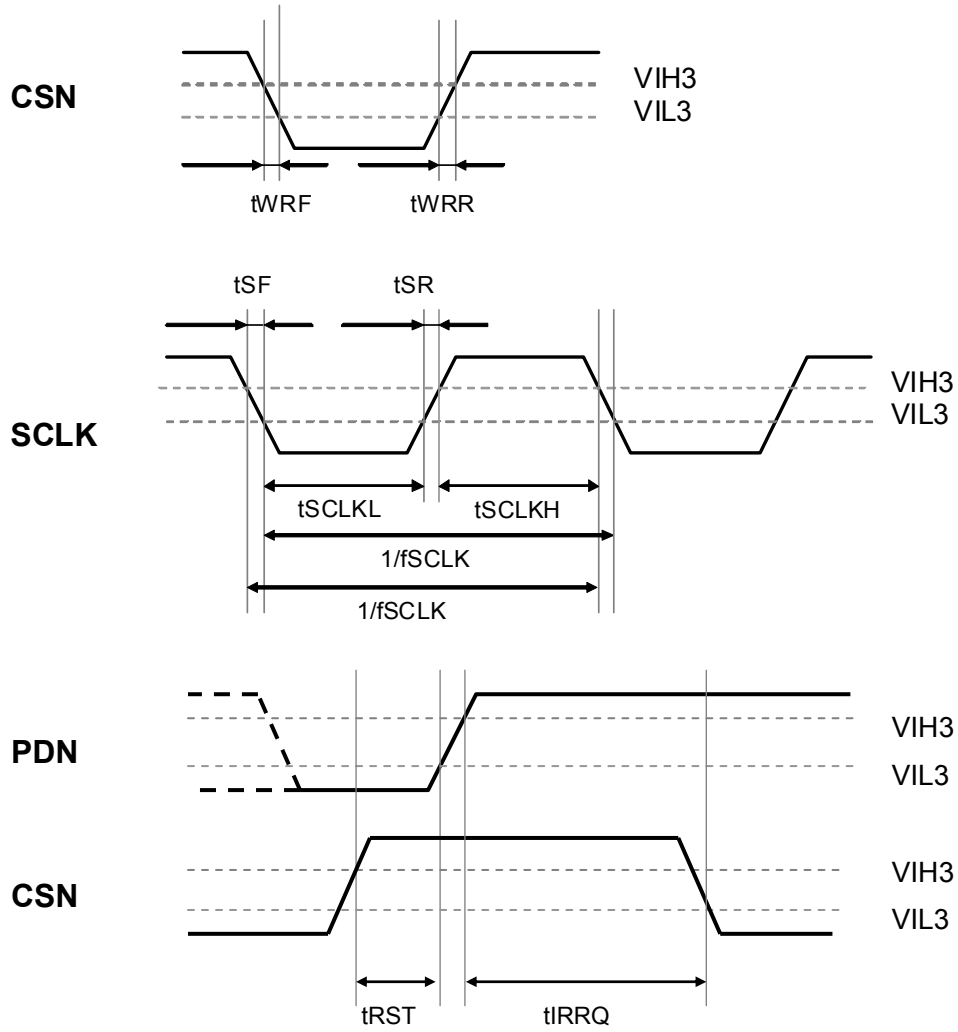 CSN
VIH3
VIL3
tWRF
tWRR
tSF
tSR
SCLK
VIH3
VIL3
tSCLKL
tSCLKH
1/fSCLK
1/fSCLK
PDN
VIH3
VIL3
CSN
VIH3
VIL3
tRST
tIRRQ